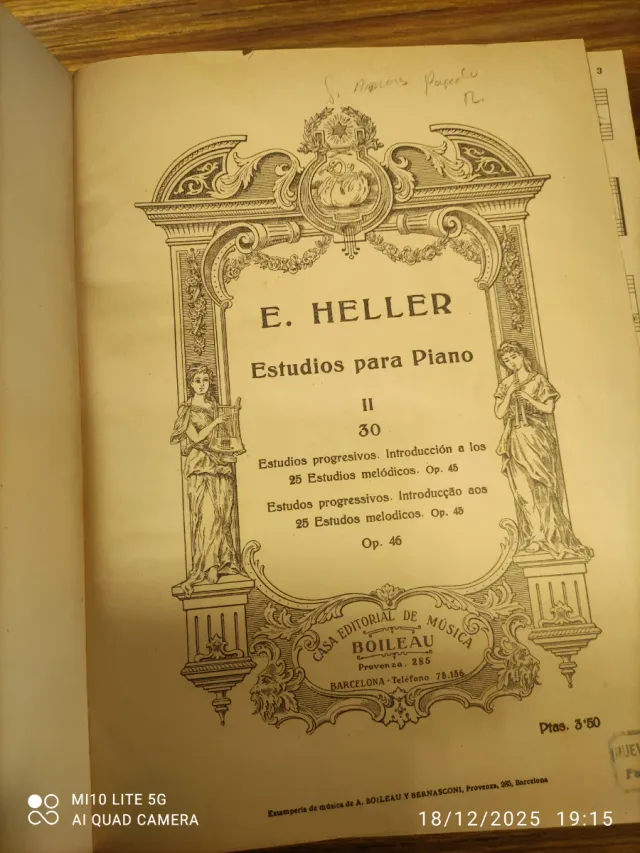 3
E. HELLER
Estudios para Piano
II
30
Estudios progresivos. Introducción a los
25 Estudios melódicos. Op. 45
Estudos progressivos. Introducção aos
25 Estudos melodicos. Op. 45
Op. 46
CASA EDITORIAL DE MÚSICA
BOILEAU
Provenza, 285
BARCELONA - Teléfono 75.156
Ptas. 3'50
Estampería de música de A. BOILEAU Y BERNASCONI, Provenza, 285, Barcelona
MI10 LITE 5G
AI QUAD CAMERA
18/12/2025 19:15